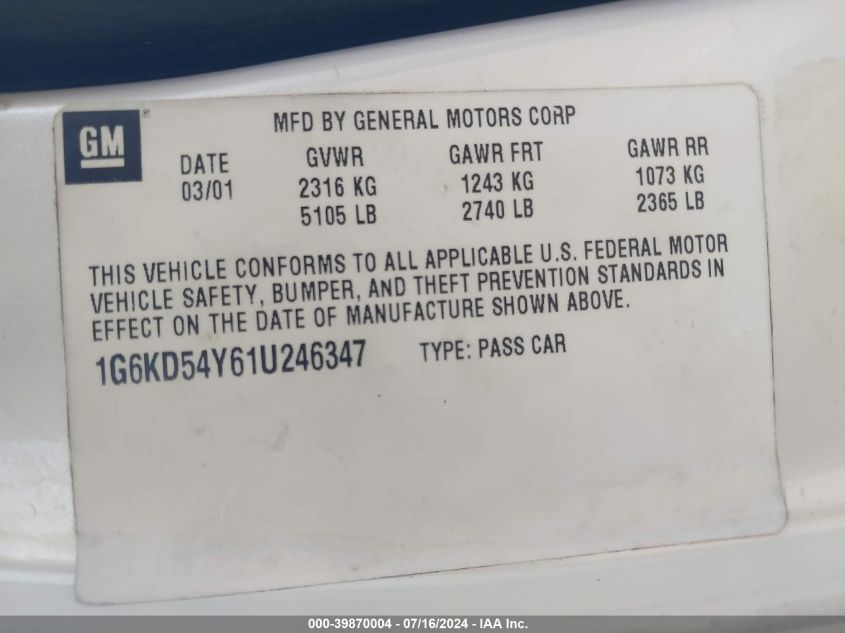 GM®
MFD BY GENERAL MOTORS CORP
DATE GVWR GAWR FRT GAWR RR
03/01 2316 KG 1243 KG 1073 KG
5105 LB 2740 LB 2365 LB
THIS VEHICLE CONFORMS TO ALL APPLICABLE U.S. FEDERAL MOTOR
VEHICLE SAFETY, BUMPER, AND THEFT PREVENTION STANDARDS IN
EFFECT ON THE DATE OF MANUFACTURE SHOWN ABOVE.
1G6KD54Y61U246347 TYPE: PASS CAR
000-39870004 - 07/16/2024 - IAA Inc.